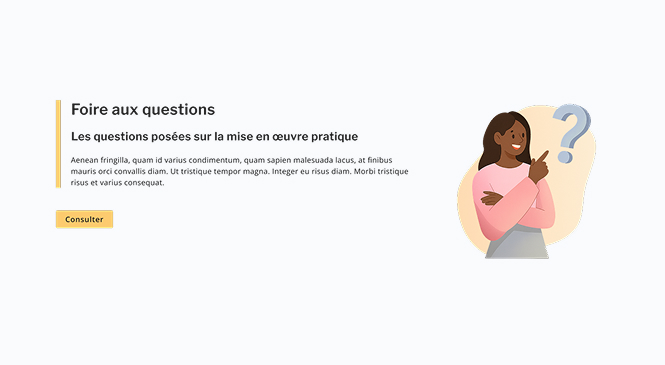 Foire aux questions
Les questions posées sur la mise en œuvre pratique
Aenean fringilla, quam id varius condimentum, quam sapien malesuada lacus, at finibus
mauris orci convallis diam. Ut tristique tempor magna. Integer eu risus diam. Morbi tristique
risus et varius consequat.
Consulter
?